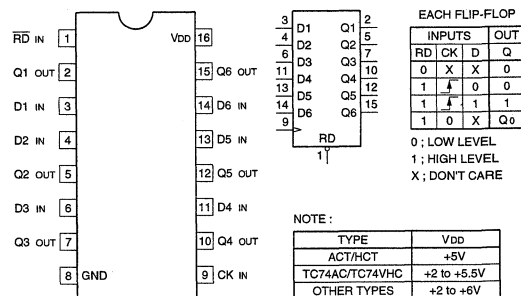 RD IN 1
Q1 OUT 2
D1 IN 3
D2 IN 4
Q2 OUT 5
D3 IN 6
Q3 OUT 7
8 GND
VDD 16
15 Q6 OUT
14 D6 IN
13 D5 IN
12 Q5 OUT
11 D4 IN
10 Q4 OUT
9 CK IN
3 D1 Q1 2
4 D2 Q2 5
6 D3 Q3 7
11 D4 Q4 10
13 D5 Q5 12
14 D6 Q6 15
9
RD
1
EACH FLIP-FLOP
INPUTS OUT
RD CK D Q
0 X X 0
1 0 0
1 1 1
1 0 X Q0
0 ; LOW LEVEL
1 ; HIGH LEVEL
X ; DON'T CARE
NOTE :
TYPE VDD
ACT/HCT +5V
TC74AC/TC74VHC +2 to +5.5V
OTHER TYPES +2 to +6V